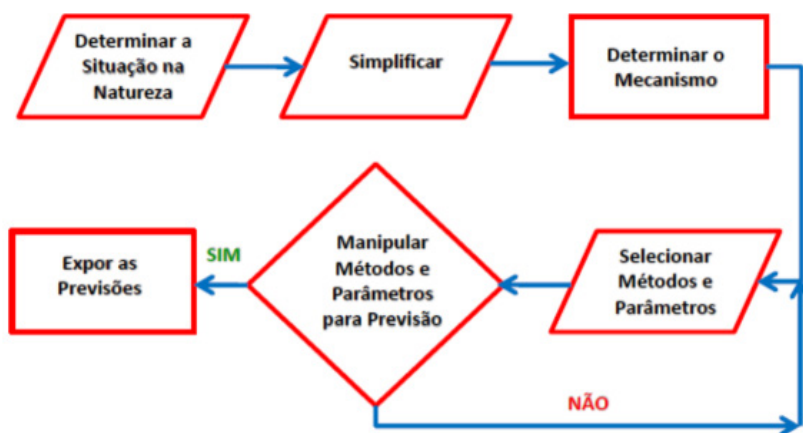 Determinar a
Situação na
Natureza
Simplificar
Determinar o
Mecanismo
Expor as
Previsões
SIM
Manipular
Métodos e
Parâmetros
para Previsão
Selecionar
Métodos e
Parâmetros
NÃO